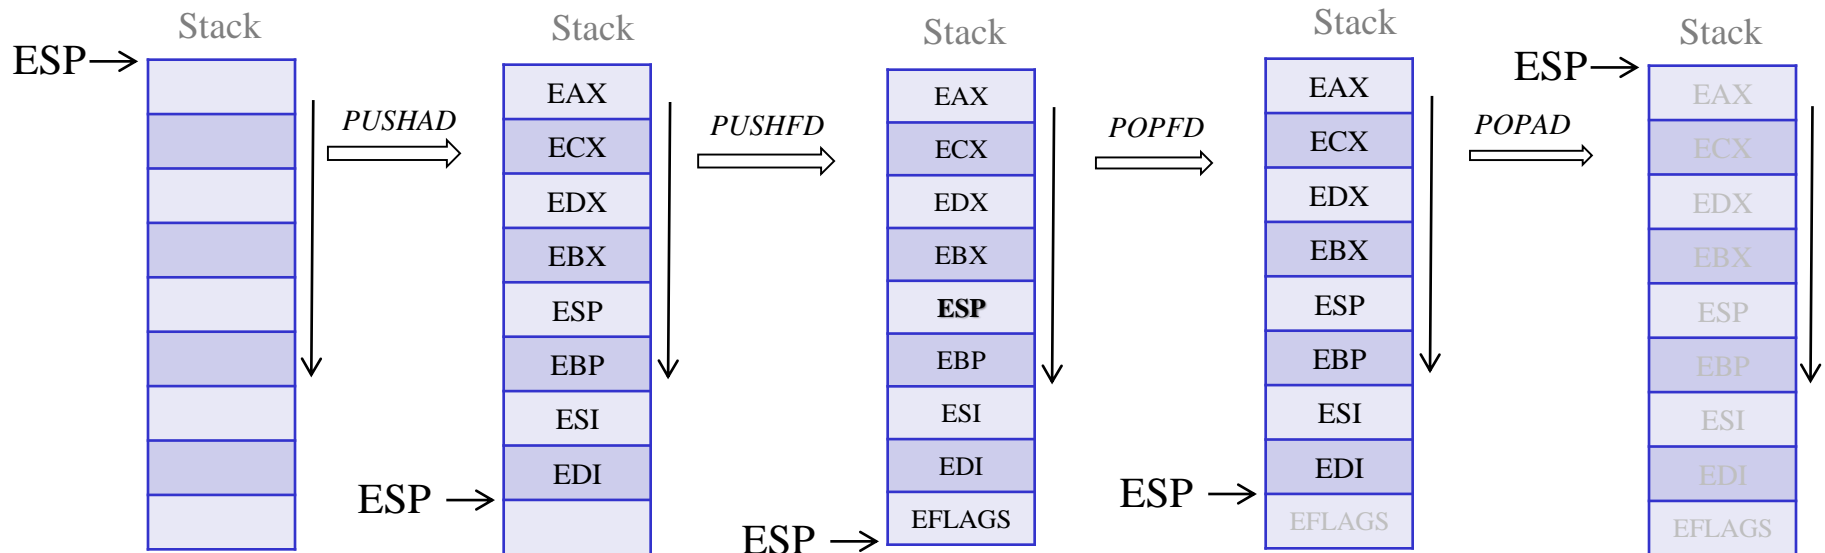 Stack
ESP
Stack
EAX
ECX
EDX
EBX
ESP
EBP
ESI
EDI
ESP
PUSHAD
Stack
EAX
ECX
EDX
EBX
ESP
EBP
ESI
EDI
EFLAGS
ESP
PUSHFD
Stack
EAX
ECX
EDX
EBX
ESP
EBP
ESI
EDI
EFLAGS
ESP
POPFD
Stack
ESP
EAX
ECX
EDX
EBX
ESP
EBP
ESI
EDI
EFLAGS
POPAD